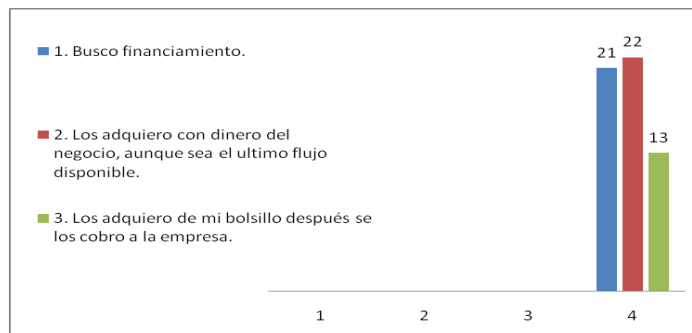 1. Busco financiamiento.
2. Los adquiero con dinero del
negocio, aunque sea el ultimo flujo
disponible.
3. Los adquiero de mi bolsillo después se
los cobro a la empresa.
21
22
13
1
2
3
4